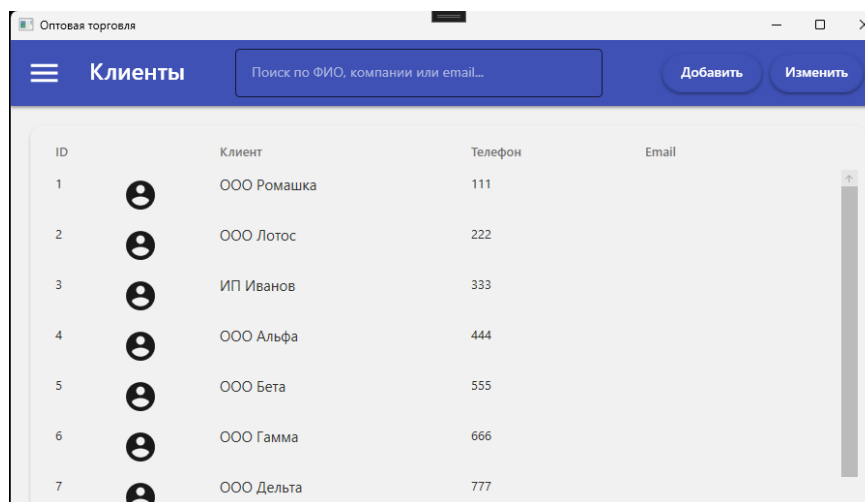 Оптовая торговля
Клиенты Поиск по ФИО, компании или email... Добавить Изменить
ID Клиент Телефон Email
1 ООО Ромашка 111
2 ООО Лотос 222
3 ИП Иванов 333
4 ООО Альфа 444
5 ООО Бета 555
6 ООО Гамма 666
7 ООО Дельта 777